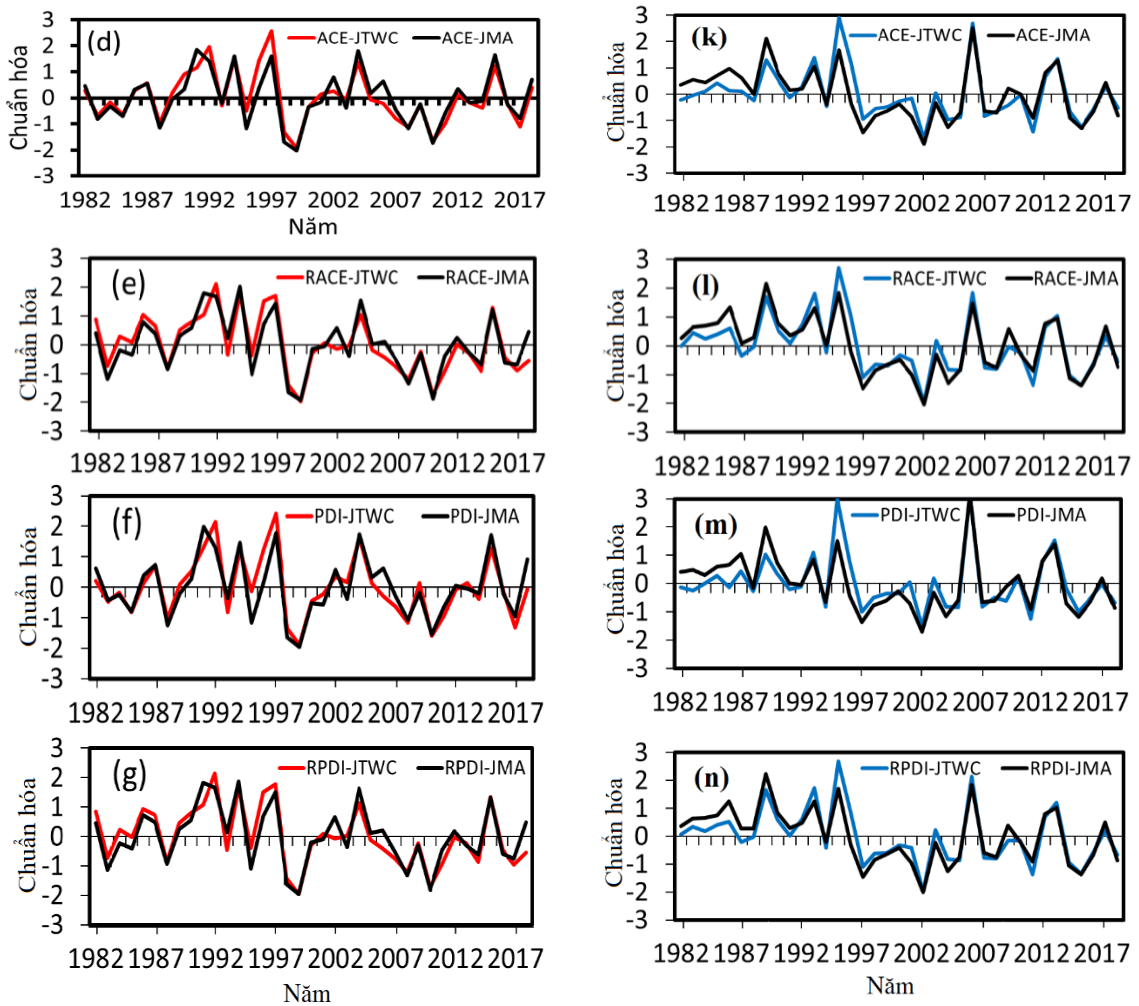 (d)
ACE-JTWC
ACE-JMA
Chuẩn hóa
3
2
1
0
-1
-2
-3
1982 1987 1992 1997 2002 2007 2012 2017
Năm
(k)
ACE-JTWC
ACE-JMA
Chuẩn hóa
3
2
1
0
-1
-2
-3
1982 1987 1992 1997 2002 2007 2012 2017
(e)
RACE-JTWC
RACE-JMA
Chuẩn hóa
3
2
1
0
-1
-2
-3
1982 1987 1992 1997 2002 2007 2012 2017
(l)
RACE-JTWC
RACE-JMA
Chuẩn hóa
3
2
1
0
-1
-2
-3
1982 1987 1992 1997 2002 2007 2012 2017
(f)
PDI-JTWC
PDI-JMA
Chuẩn hóa
3
2
1
0
-1
-2
-3
1982 1987 1992 1997 2002 2007 2012 2017
(m)
PDI-JTWC
PDI-JMA
Chuẩn hóa
3
2
1
0
-1
-2
-3
1982 1987 1992 1997 2002 2007 2012 2017
(g)
RPDI-JTWC
RPDI-JMA
Chuẩn hóa
3
2
1
0
-1
-2
-3
1982 1987 1992 1997 2002 2007 2012 2017
Năm
(n)
RPDI-JTWC
RPDI-JMA
Chuẩn hóa
3
2
1
0
-1
-2
-3
1982 1987 1992 1997 2002 2007 2012 2017
Năm